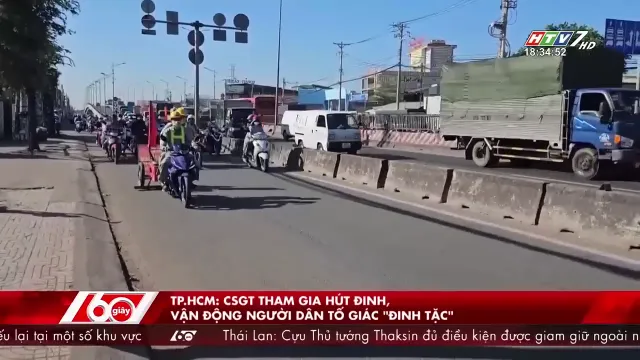 HTV7 HD
18:34:52
60 giây
TP.HCM: CSGT THAM GIA HÚT ĐINH,
VẬN ĐỘNG NGƯỜI DÂN TỐ GIÁC "ĐINH TẶC"
ếu lại tại một số khu vực
Thái Lan: Cựu Thủ tướng Thaksin đủ điều kiện được giam giữ ngoài n